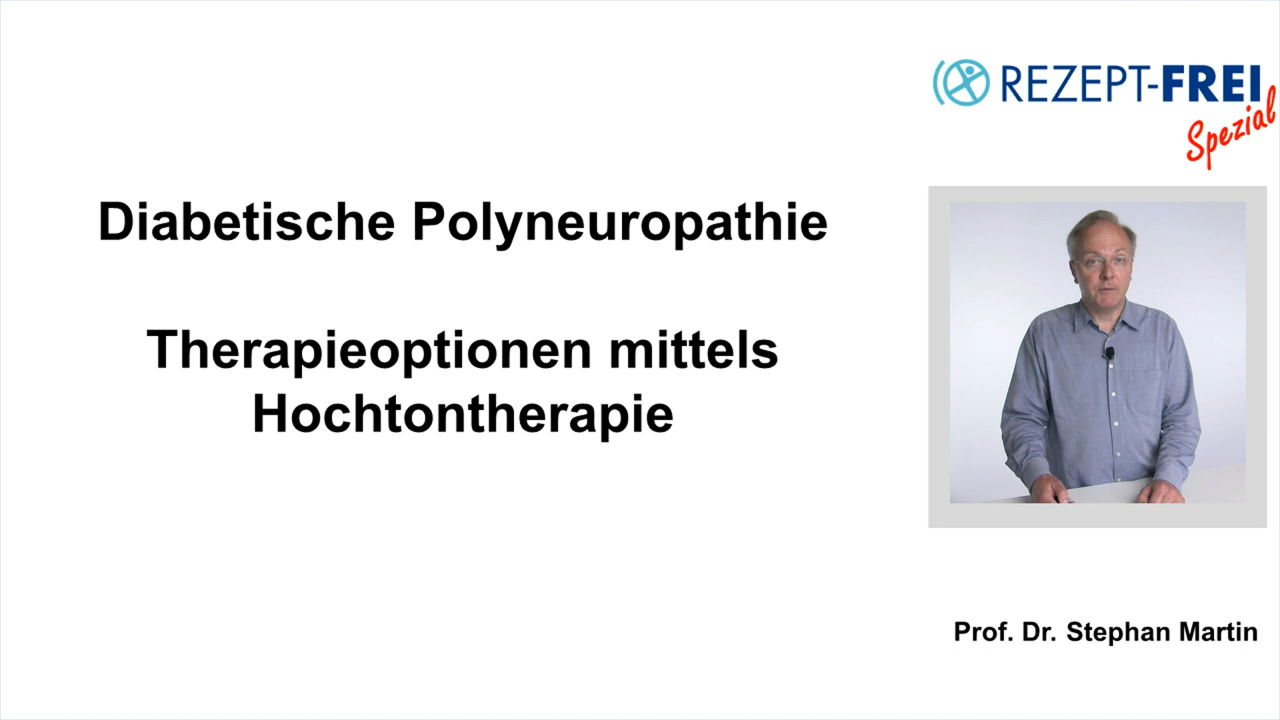 REZEPT-FREI
Spezial
Diabetische Polyneuropathie
Therapieoptionen mittels
Hochtontherapie
Prof. Dr. Stephan Martin